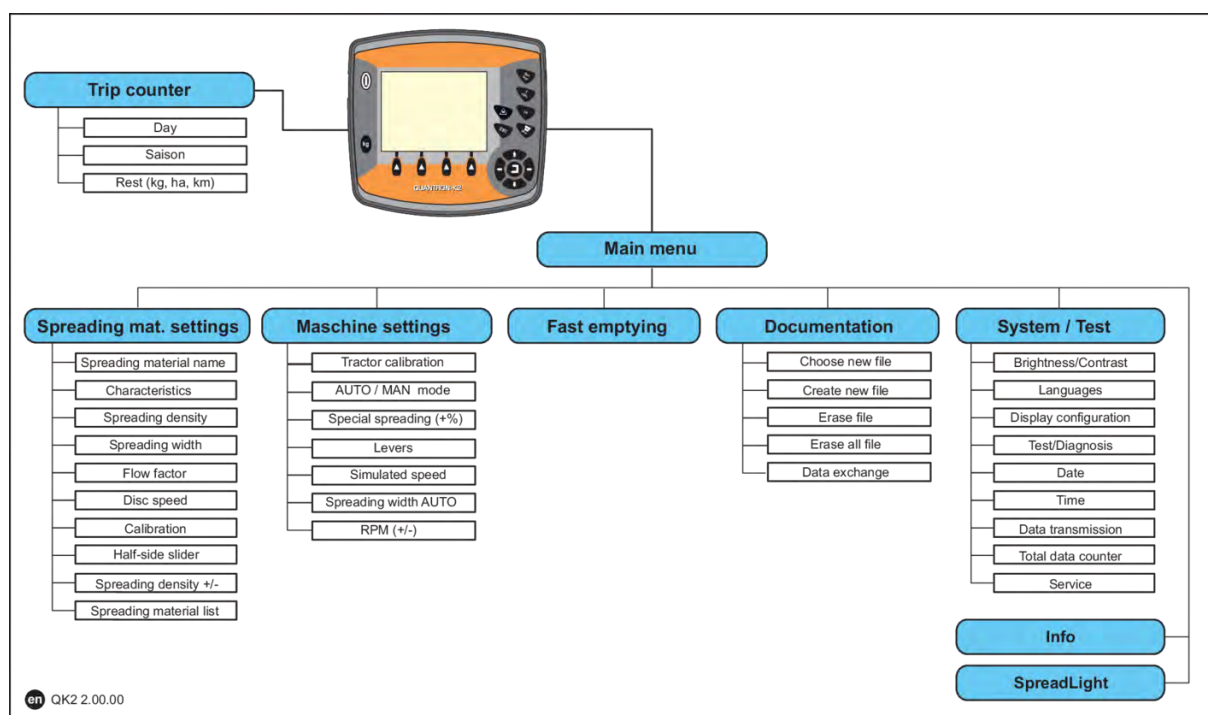 Trip counter
Day
Saison
Rest (kg, ha, km)
kg
QUANTRON-K2
Main menu
Spreading mat. settings
Spreading material name
Characteristics
Spreading density
Spreading width
Flow factor
Disc speed
Calibration
Half-side slider
Spreading density +/-
Spreading material list
Maschine settings
Tractor calibration
AUTO / MAN mode
Special spreading (+%)
Levers
Simulated speed
Spreading width AUTO
RPM (+/-)
Fast emptying
Documentation
Choose new file
Create new file
Erase file
Erase all file
Data exchange
System / Test
Brightness/Contrast
Languages
Display configuration
Test/Diagnosis
Date
Time
Data transmission
Total data counter
Service
Info
SpreadLight
en QK2 2.00.00